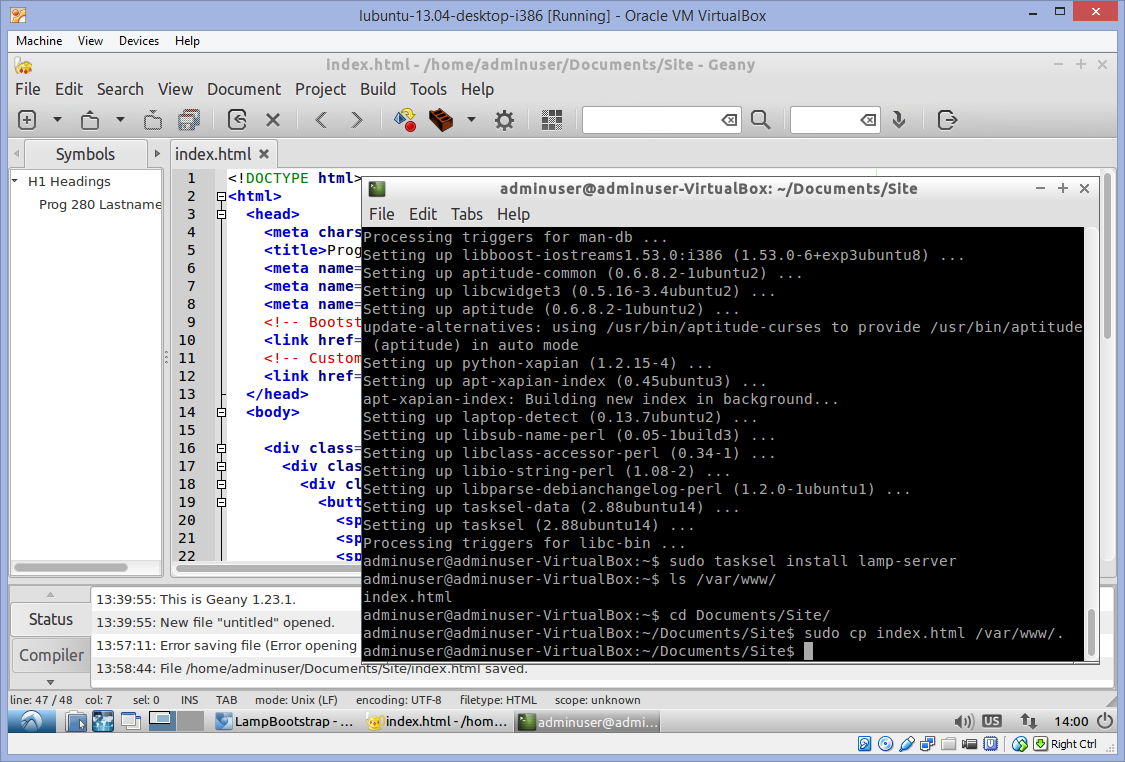 lubuntu-13.04-desktop-i386 [Running] - Oracle VM VirtualBox
Machine View Devices Help
index.html - /home/adminuser/Documents/Site - Geany
File Edit Search View Document Project Build Tools Help
Symbols
index.html
H1 Headings
Prog 280 Lastname
1 <!DOCTYPE html>
2 <html>
3 <head>
4 <meta chars
5 <title>Prog
6 <meta name=
7 <meta name=
8 <meta name=
9 <!-- Bootst
10 <link href=
11 <!-- Custom
12 <link href=
13 </head>
14 <body>
15
16 <div class=
17 <div clas
18 <div cl
19 <butt
20 <sp
21 <sp
22 <sp
adminuser@adminuser-VirtualBox: ~/Documents/Site
File Edit Tabs Help
Processing triggers for man-db ...
Setting up libboost-iostreams1.53.0:i386 (1.53.0-6+exp3ubuntu8) ...
Setting up aptitude-common (0.6.8.2-1ubuntu2) ...
Setting up libcwidget3 (0.5.16-3.4ubuntu2) ...
Setting up aptitude (0.6.8.2-1ubuntu2) ...
update-alternatives: using /usr/bin/aptitude-curses to provide /usr/bin/aptitude
(aptitude) in auto mode
Setting up python-xapian (1.2.15-4) ...
Setting up apt-xapian-index (0.45ubuntu3) ...
apt-xapian-index: Building new index in background...
Setting up laptop-detect (0.13.7ubuntu2) ...
Setting up libsub-name-perl (0.05-1build3) ...
Setting up libclass-accessor-perl (0.34-1) ...
Setting up libio-string-perl (1.08-2) ...
Setting up libparse-debianchangelog-perl (1.2.0-1ubuntu1) ...
Setting up tasksel-data (2.88ubuntu14) ...
Setting up tasksel (2.88ubuntu14) ...
Processing triggers for libc-bin ...
adminuser@adminuser-VirtualBox:~$ sudo tasksel install lamp-server
adminuser@adminuser-VirtualBox:~$ ls /var/www/
index.html
adminuser@adminuser-VirtualBox:~$ cd Documents/Site/
adminuser@adminuser-VirtualBox:~/Documents/Site$ sudo cp index.html /var/www/.
adminuser@adminuser-VirtualBox:~/Documents/Site$
Status
Compiler
13:39:55: This is Geany 1.23.1.
13:39:55: New file "untitled" opened.
13:57:11: Error saving file (Error opening
13:58:44: File /home/adminuser/Documents/Site/index.html saved.
line: 47 / 48 col: 7 sel: 0 INS TAB mode: Unix (LF) encoding: UTF-8 filetype: HTML scope: unknown
LampBootstrap - ... index.html - /hom... adminuser@admi... US 14:00
Right Ctrl